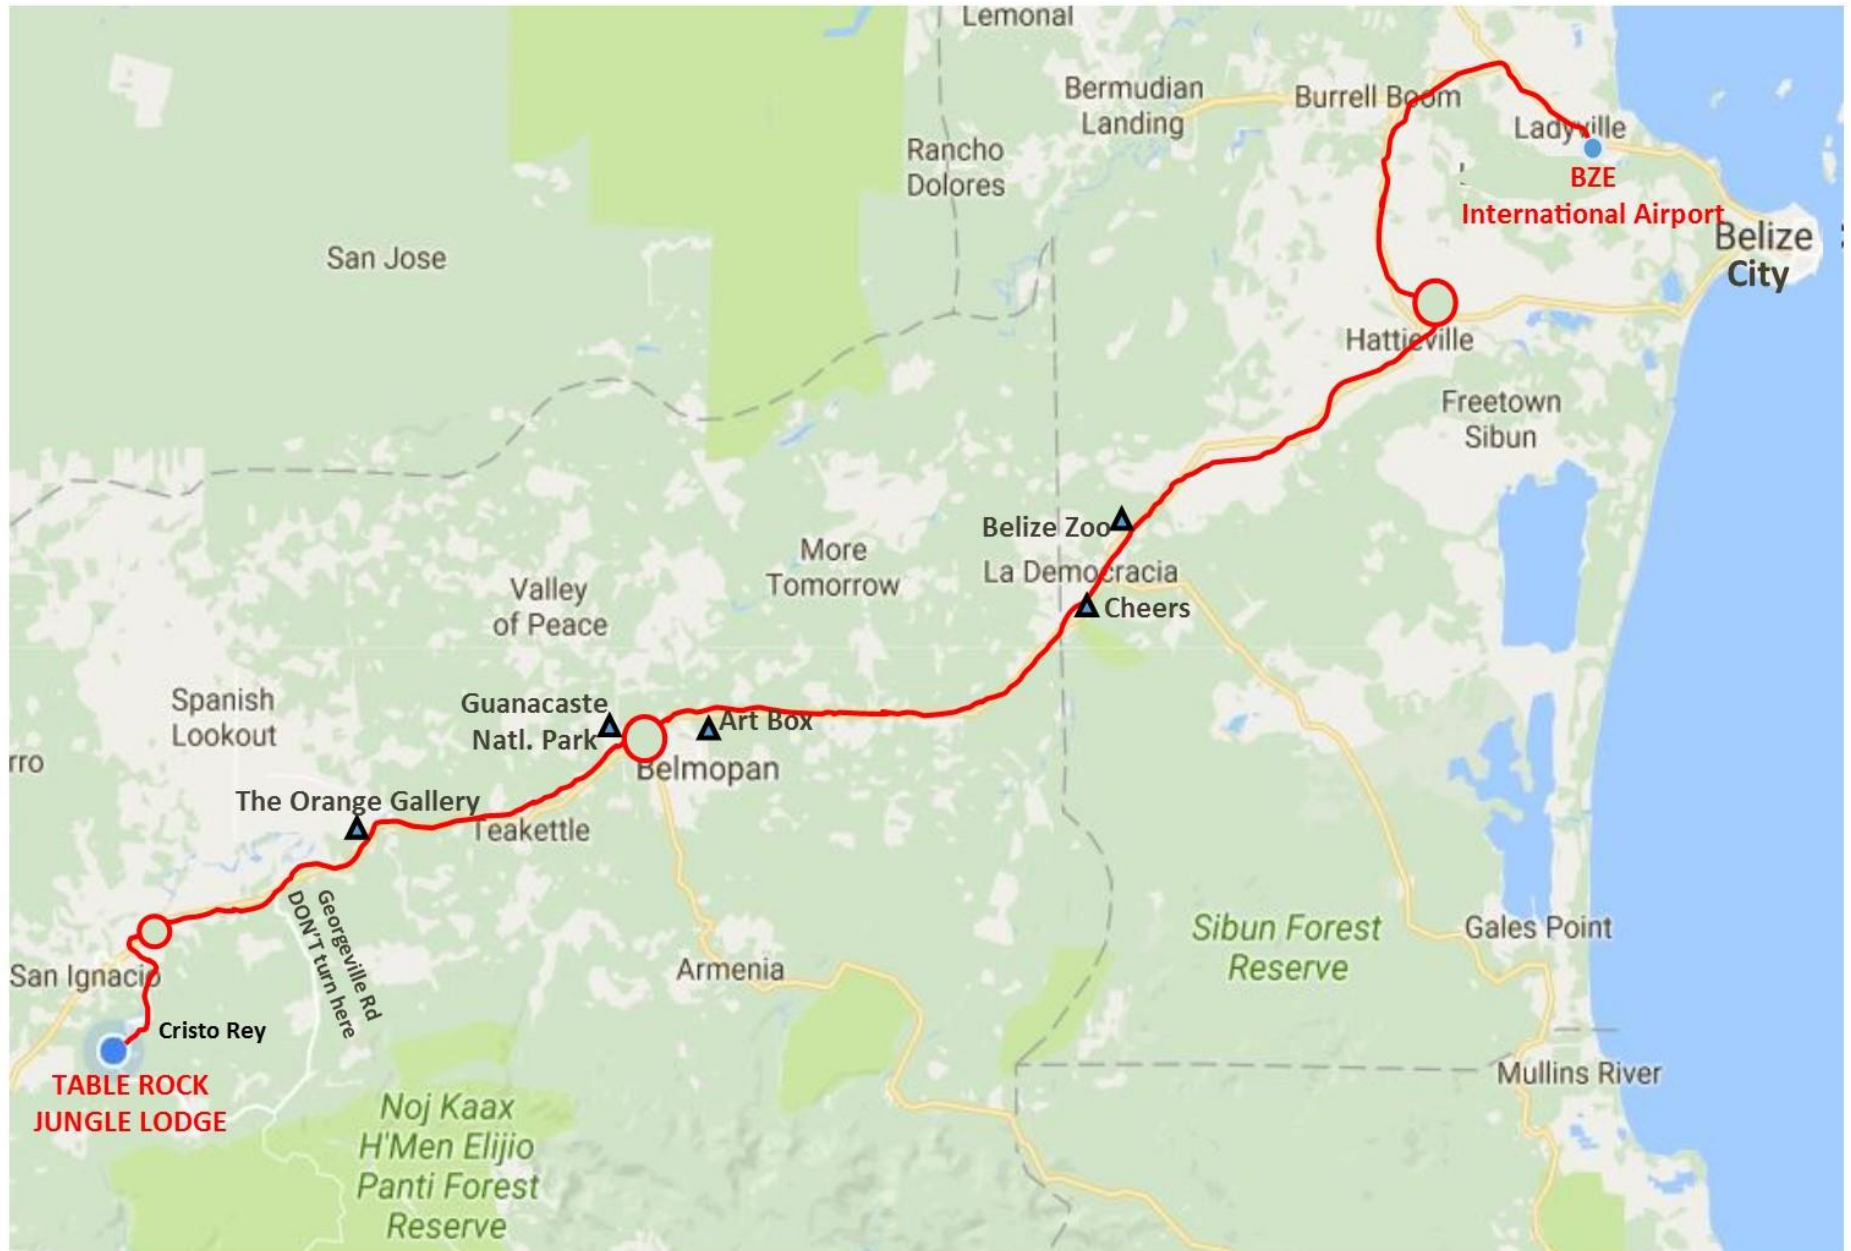 Lemonal
Bermudian
Landing
Burrell Boom
Ladyville
Rancho
Dolores
BZE
International Airport
Belize
City
San Jose
Hattieville
Freetown
Sibun
Belize Zoo
More
Tomorrow
La Democracia
Valley
of Peace
Cheers
Spanish
Lookout
Guanacaste
Natl. Park
Art Box
rro
Belmopan
The Orange Gallery
Teakettle
Georgeville Rd
DON'T turn here
Sibun Forest
Reserve
Gales Point
San Ignacio
Armenia
Cristo Rey
TABLE ROCK
JUNGLE LODGE
Mullins River
Noj Kaax
H'Men Elijio
Panti Forest
Reserve